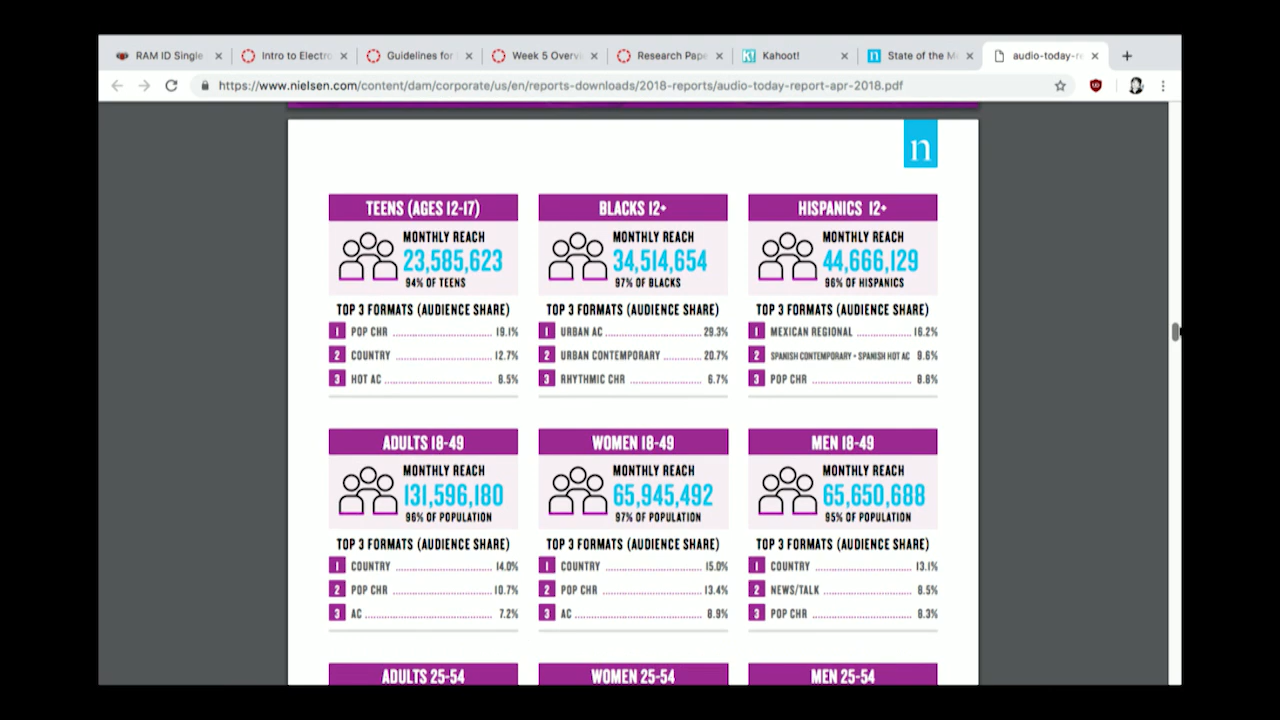 RAM ID Single
Intro to Electro
Guidelines for
Week 5 Overv
Research Pape
Kahoot!
State of the M
audio-today-re
https://www.nielsen.com/content/dam/corporate/us/en/reports-downloads/2018-reports/audio-today-report-apr-2018.pdf
n
TEENS (AGES 12-17)
MONTHLY REACH
23,585,623
94% OF TEENS
TOP 3 FORMATS (AUDIENCE SHARE)
1 POP CHR 19.1%
2 COUNTRY 12.7%
3 HOT AC 8.5%
BLACKS 12+
MONTHLY REACH
34,514,654
97% OF BLACKS
TOP 3 FORMATS (AUDIENCE SHARE)
1 URBAN AC 29.3%
2 URBAN CONTEMPORARY 20.7%
3 RHYTHMIC CHR 6.7%
HISPANICS 12+
MONTHLY REACH
44,666,129
96% OF HISPANICS
TOP 3 FORMATS (AUDIENCE SHARE)
1 MEXICAN REGIONAL 16.2%
2 SPANISH CONTEMPORARY + SPANISH HOT AC 9.6%
3 POP CHR 8.8%
ADULTS 18-49
MONTHLY REACH
131,596,180
96% OF POPULATION
TOP 3 FORMATS (AUDIENCE SHARE)
1 COUNTRY 14.0%
2 POP CHR 10.7%
3 AC 7.2%
WOMEN 18-49
MONTHLY REACH
65,945,492
97% OF POPULATION
TOP 3 FORMATS (AUDIENCE SHARE)
1 COUNTRY 15.0%
2 POP CHR 13.4%
3 AC 8.9%
MEN 18-49
MONTHLY REACH
65,650,688
95% OF POPULATION
TOP 3 FORMATS (AUDIENCE SHARE)
1 COUNTRY 13.1%
2 NEWS/TALK 8.5%
3 POP CHR 8.3%
ADULTS 25-54
WOMEN 25-54
MEN 25-54